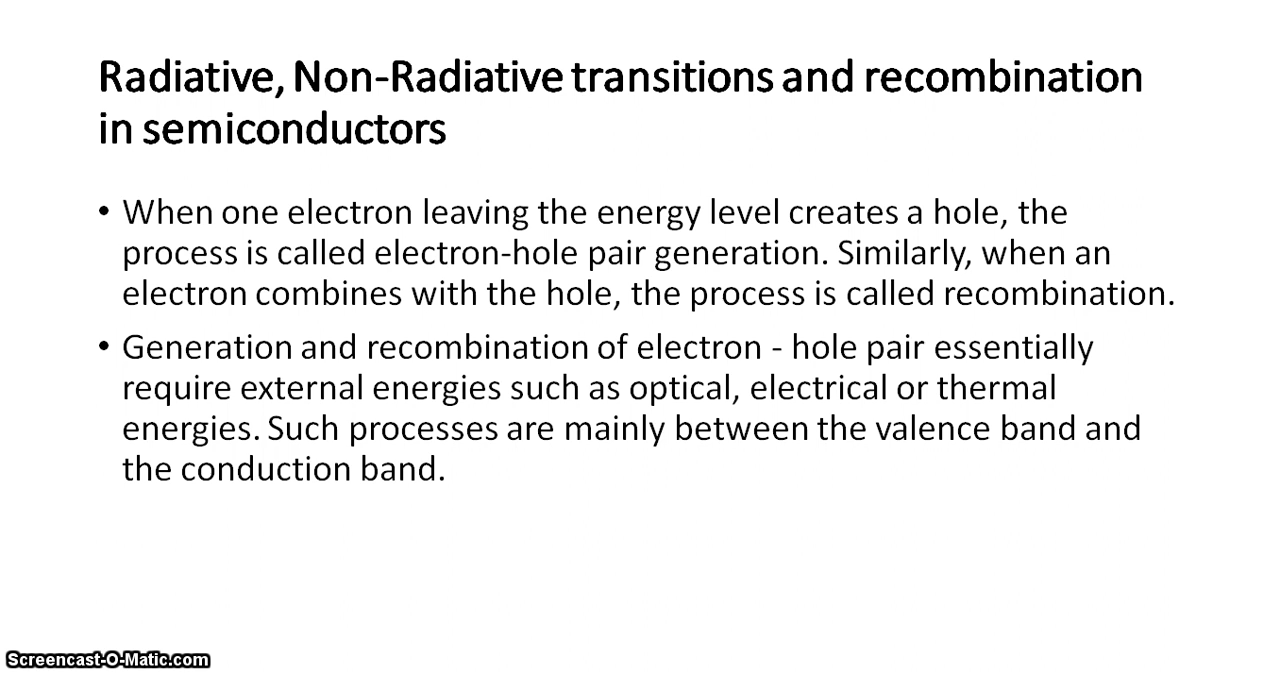 Radiative, Non-Radiative transitions and recombination
in semiconductors
• When one electron leaving the energy level creates a hole, the
process is called electron-hole pair generation. Similarly, when an
electron combines with the hole, the process is called recombination.
• Generation and recombination of electron - hole pair essentially
require external energies such as optical, electrical or thermal
energies. Such processes are mainly between the valence band and
the conduction band.
Screencast-O-Matic.com